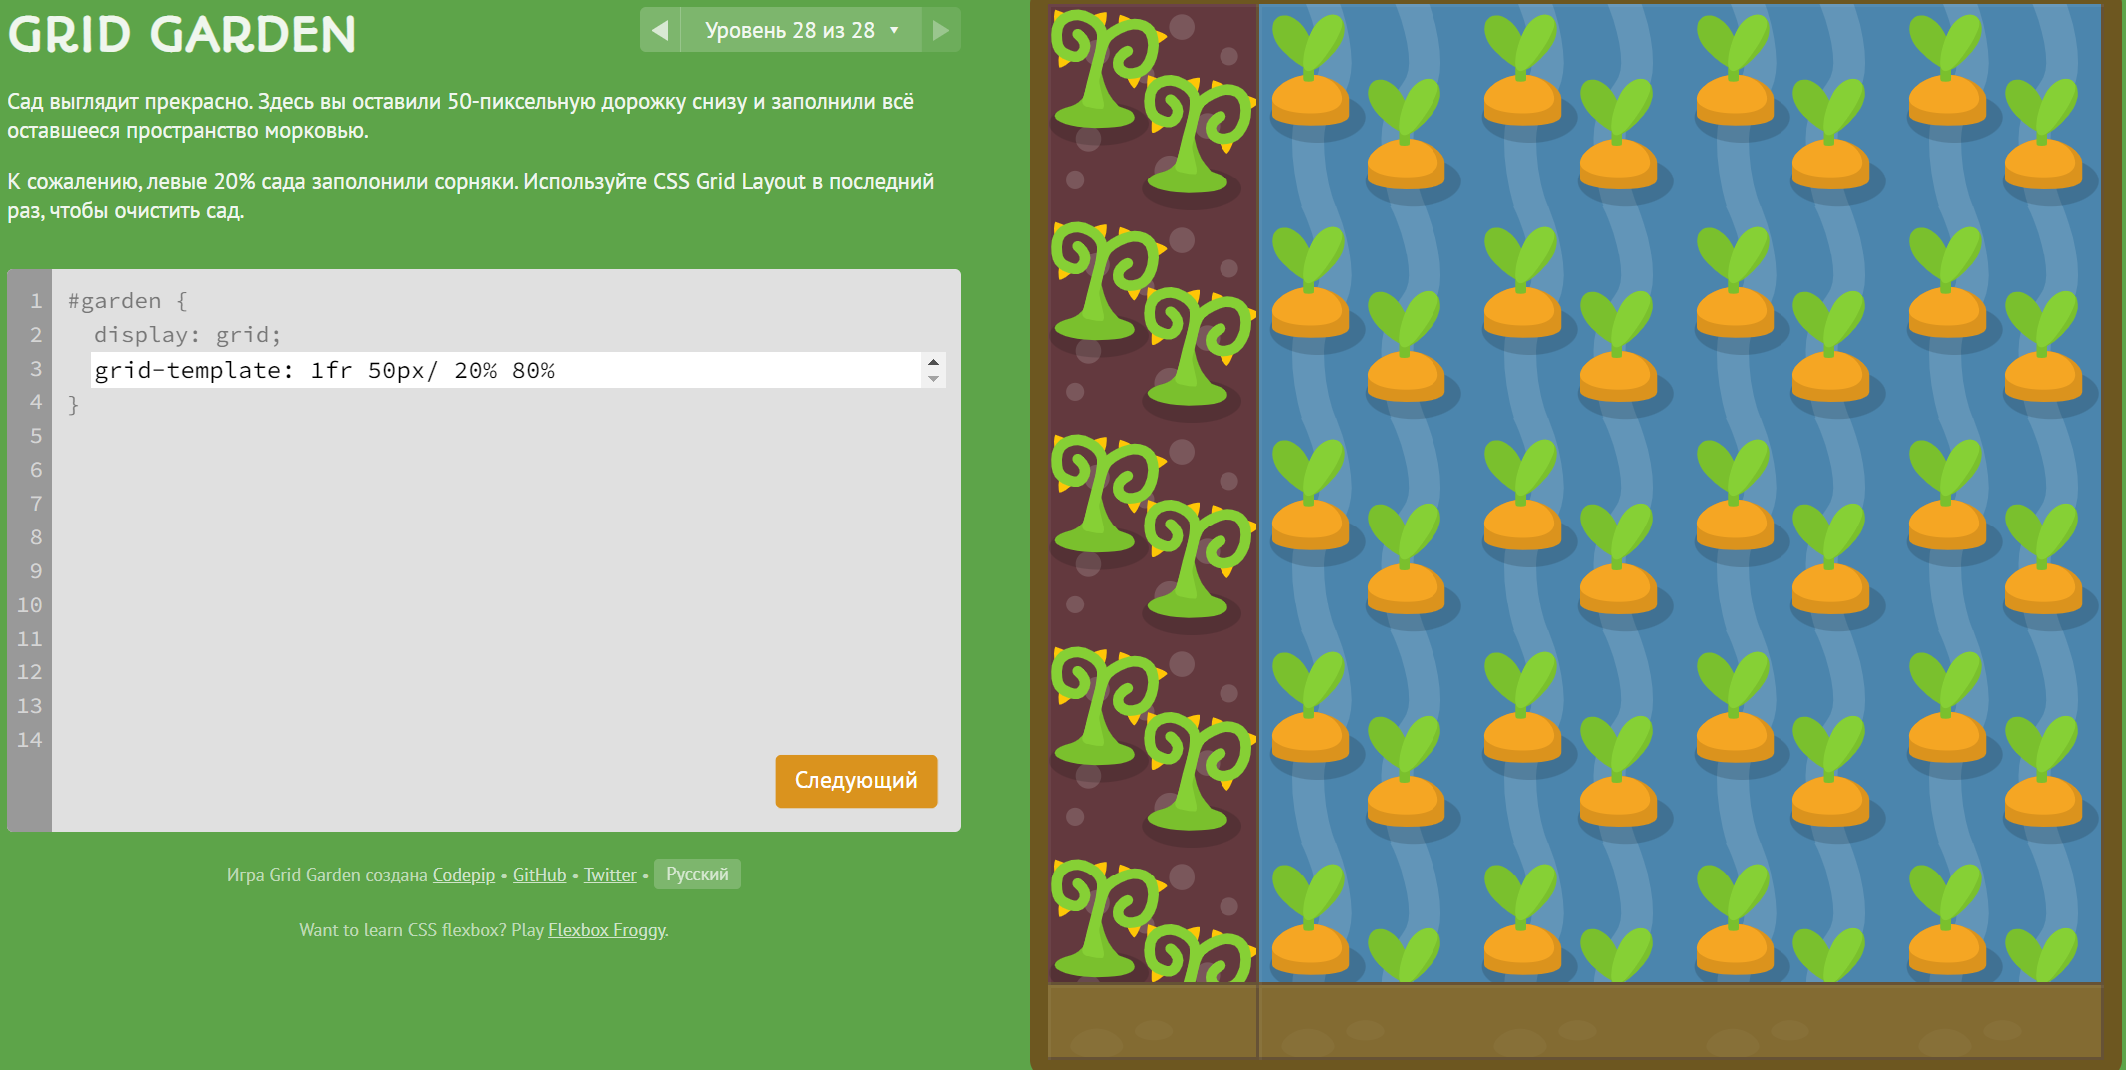 GRID GARDEN
◀ Уровень 28 из 28 ▼ ▶
Сад выглядит прекрасно. Здесь вы оставили 50-пиксельную дорожку снизу и заполнили всё
оставшееся пространство морковью.
К сожалению, левые 20% сада заполонили сорняки. Используйте CSS Grid Layout в последний
раз, чтобы очистить сад.
1 #garden {
2 display: grid;
3 grid-template: 1fr 50px/ 20% 80%
4 }
5
6
7
8
9
10
11
12
13
14
Следующий
Игра Grid Garden создана Codepip • GitHub • Twitter • Русский
Want to learn CSS flexbox? Play Flexbox Froggy.